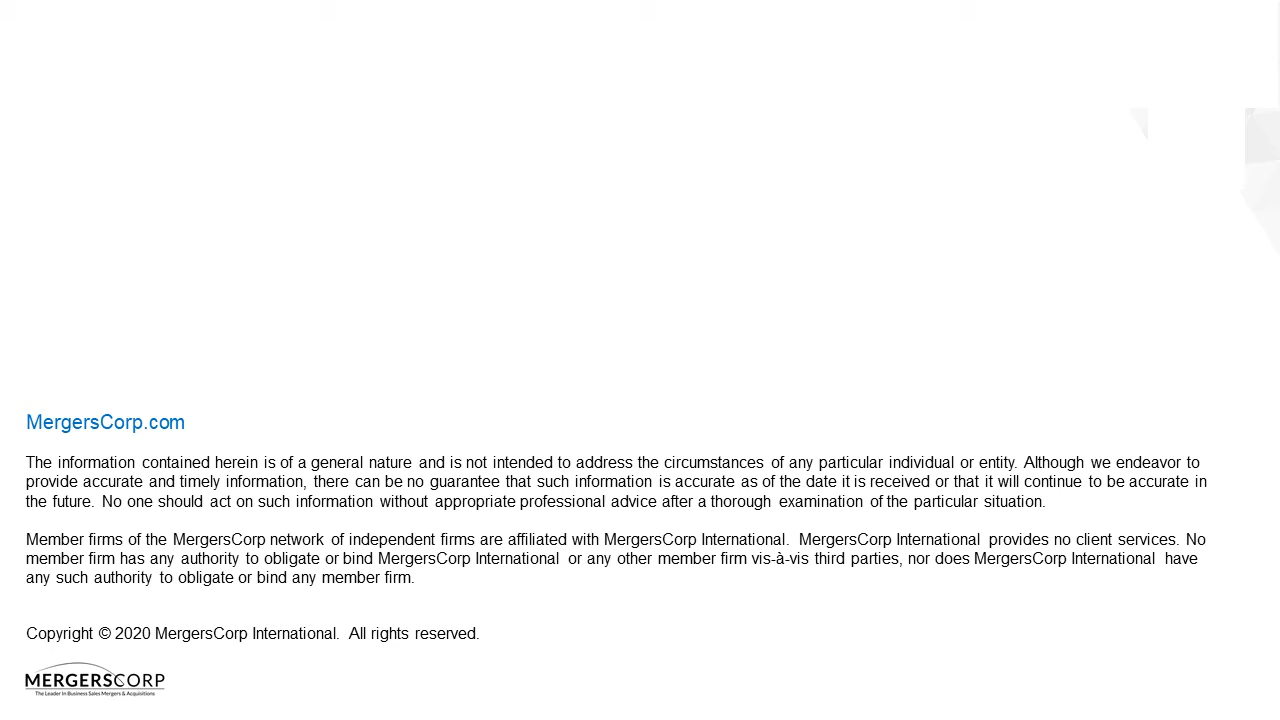 MergersCorp.com
The information contained herein is of a general nature and is not intended to address the circumstances of any particular individual or entity. Although we endeavor to
provide accurate and timely information, there can be no guarantee that such information is accurate as of the date it is received or that it will continue to be accurate in
the future. No one should act on such information without appropriate professional advice after a thorough examination of the particular situation.
Member firms of the MergersCorp network of independent firms are affiliated with MergersCorp International. MergersCorp International provides no client services. No
member firm has any authority to obligate or bind MergersCorp International or any other member firm vis-à-vis third parties, nor does MergersCorp International have
any such authority to obligate or bind any member firm.
Copyright © 2020 MergersCorp International. All rights reserved.
MERGERSCORP
The Leader In Business Sales Mergers & Acquisitions